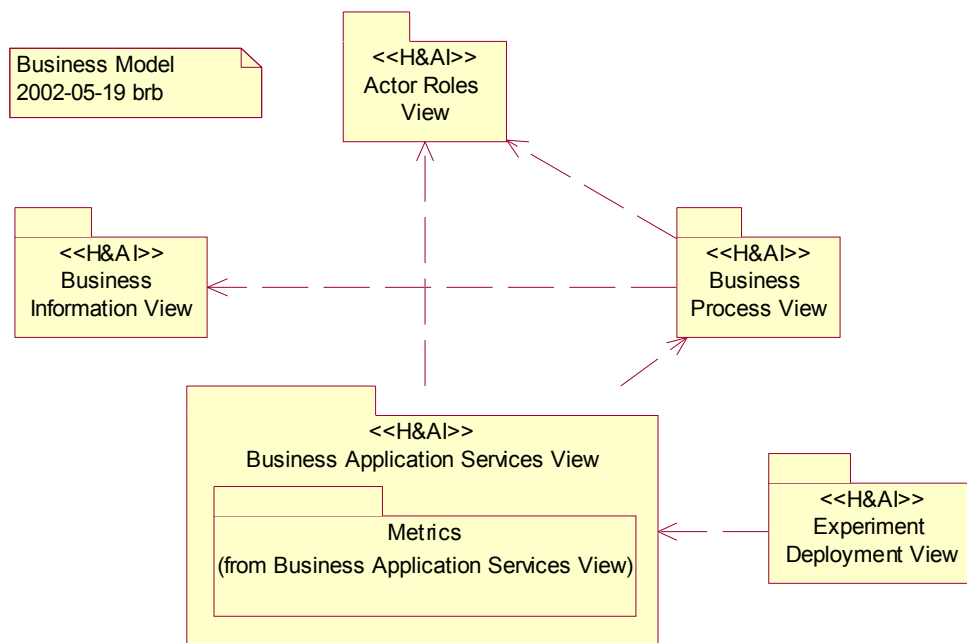 Business Model
2002-05-19 brb
<<H&AI>>
Actor Roles
View
<<H&AI>>
Business
Information View
<<H&AI>>
Business
Process View
<<H&AI>>
Business Application Services View
Metrics
(from Business Application Services View)
<<H&AI>>
Experiment
Deployment View